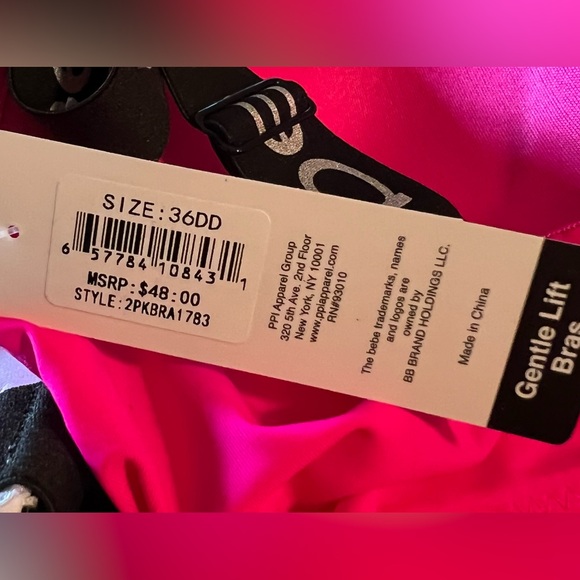 SIZE:36DD
6 57784 10843 1
MSRP:$48:00
STYLE:2PKBRA1783
PPI Apparel Group
320 5th Ave. 2nd Floor
New York, NY 10001
www.ppiapparel.com
RN#93010
The bebe trademarks, names
and logos are
owned by
BB BRAND HOLDINGS LLC.
Made in China
Gentle Lift
Bras